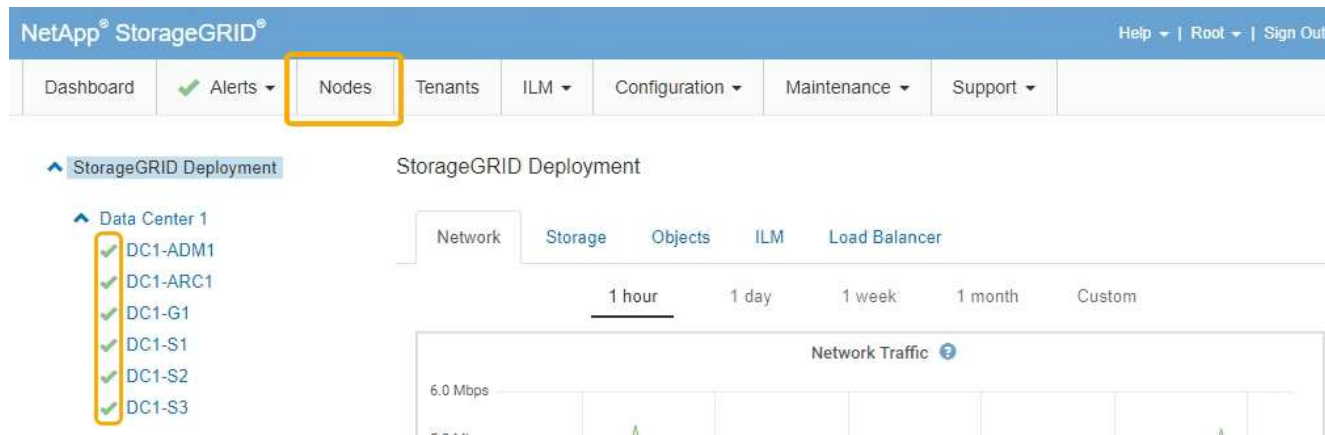 NetApp® StorageGRID®
Help | Root | Sign Out
Dashboard Alerts Nodes Tenants ILM Configuration Maintenance Support
StorageGRID Deployment
StorageGRID Deployment
Data Center 1
DC1-ADM1
DC1-ARC1
DC1-G1
DC1-S1
DC1-S2
DC1-S3
Network Storage Objects ILM Load Balancer
1 hour 1 day 1 week 1 month Custom
Network Traffic
6.0 Mbps